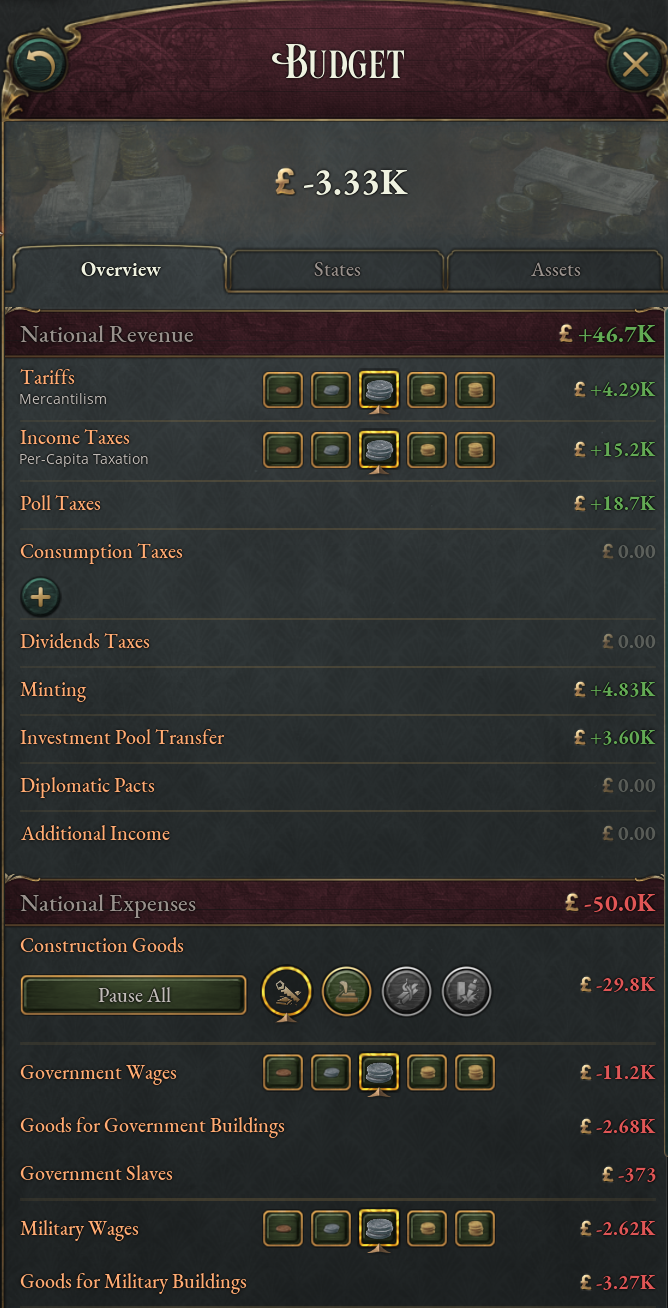 BUDGET
£ -3.33K
Overview States Assets
National Revenue £ +46.7K
Tariffs £ +4.29K
Mercantilism
Income Taxes £ +15.2K
Per-Capita Taxation
Poll Taxes £ +18.7K
Consumption Taxes £ 0.00
Dividends Taxes £ 0.00
Minting £ +4.83K
Investment Pool Transfer £ +3.60K
Diplomatic Pacts £ 0.00
Additional Income £ 0.00
National Expenses £ -50.0K
Construction Goods
Pause All £ -29.8K
Government Wages £ -11.2K
Goods for Government Buildings £ -2.68K
Government Slaves £ -373
Military Wages £ -2.62K
Goods for Military Buildings £ -3.27K